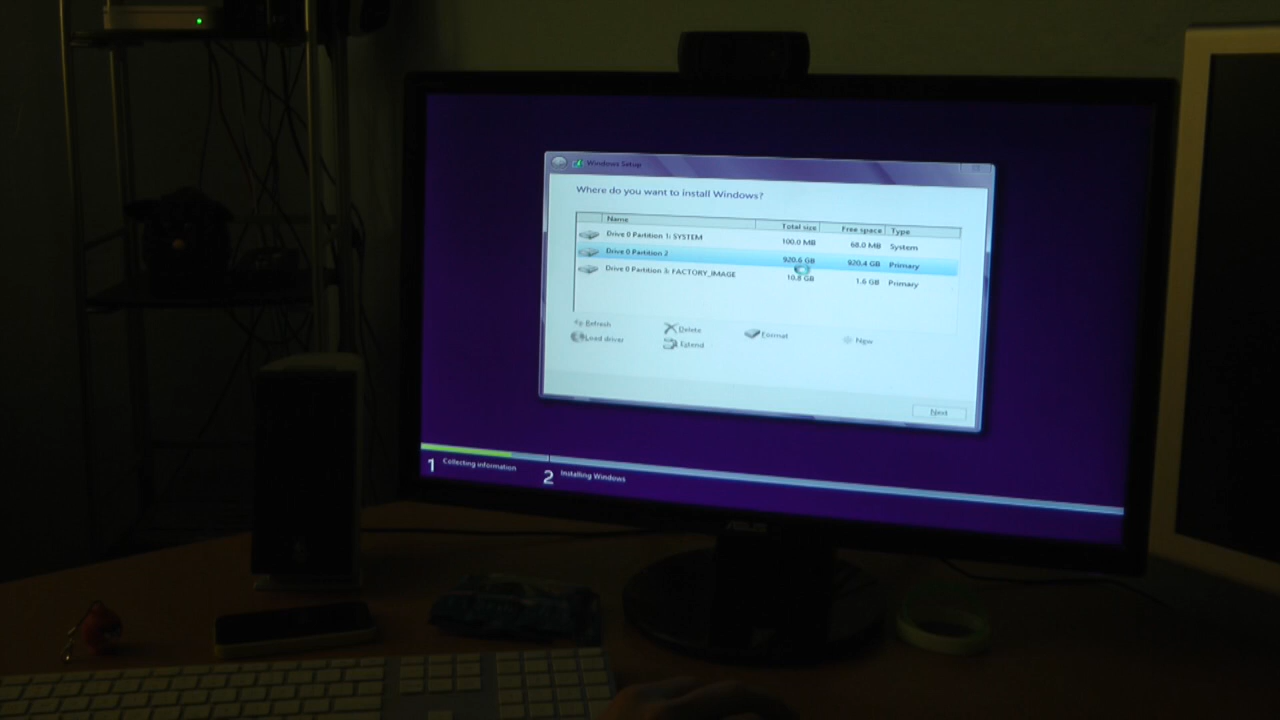 Windows Setup
Where do you want to install Windows?
Name Total size Free space Type
Drive 0 Partition 1: SYSTEM 100.0 MB 68.0 MB System
Drive 0 Partition 2 920.6 GB 920.4 GB Primary
Drive 0 Partition 3: FACTORY_IMAGE 10.8 GB 1.6 GB Primary
Refresh Delete Format New
Load driver Extend
Next
1 Collecting information 2 Installing Windows
ASUS